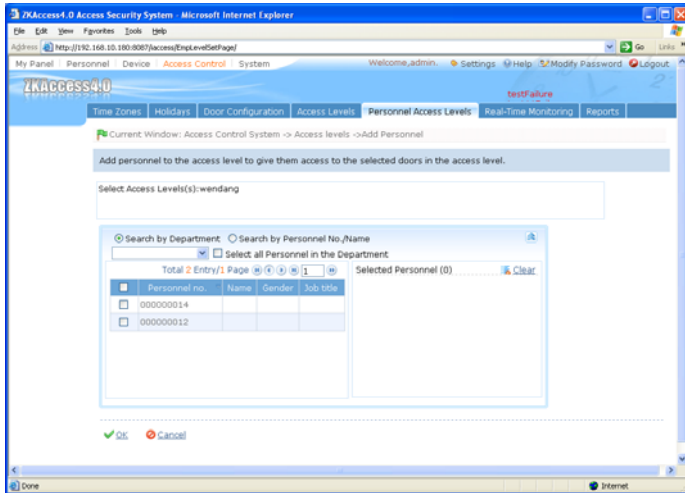 ZKAccess4.0 Access Security System - Microsoft Internet Explorer
File Edit View Favorites Tools Help
Address http://192.168.10.160:8087/iaccess/EmpLevelSetPage/ Go Links »
My Panel Personnel Device Access Control System Welcome,admin. Settings Help Modify Password Logout
ZKAccess4.0
testFailure
Time Zones Holidays Door Configuration Access Levels Personnel Access Levels Real-Time Monitoring Reports
Current Window: Access Control System -> Access levels ->Add Personnel
Add personnel to the access level to give them access to the selected doors in the access level.
Select Access Levels(s):wendang
Search by Department Search by Personnel No./Name
Select all Personnel in the Department
Total 2 Entry/1 Page 1 Selected Personnel (0) Clear
Personnel no. Name Gender Job title
000000014
000000012
OK Cancel
Done Internet